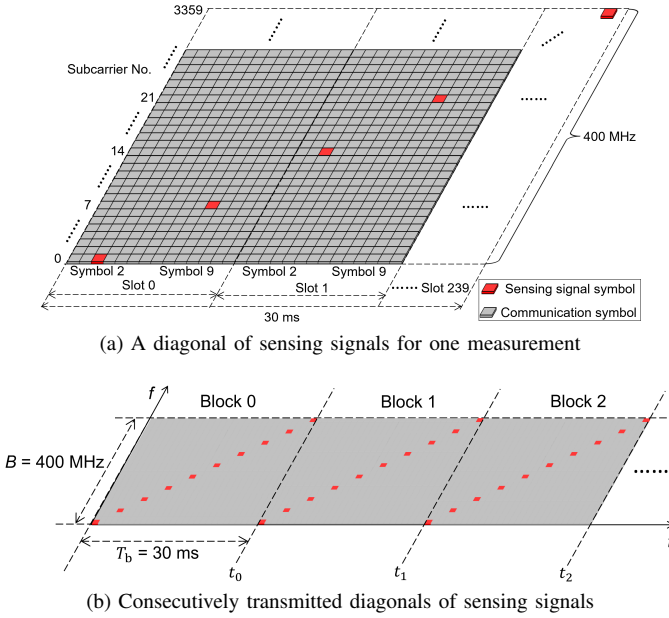 3359
Subcarrier No.
21
14
7
0
400 MHz
Symbol 2 Symbol 9 Symbol 2 Symbol 9
Slot 0 Slot 1 ...... Slot 239
30 ms
Sensing signal symbol
Communication symbol
(a) A diagonal of sensing signals for one measurement
f
Block 0 Block 1 Block 2
B = 400 MHz
......
T_b = 30 ms
t
t_0 t_1 t_2
(b) Consecutively transmitted diagonals of sensing signals